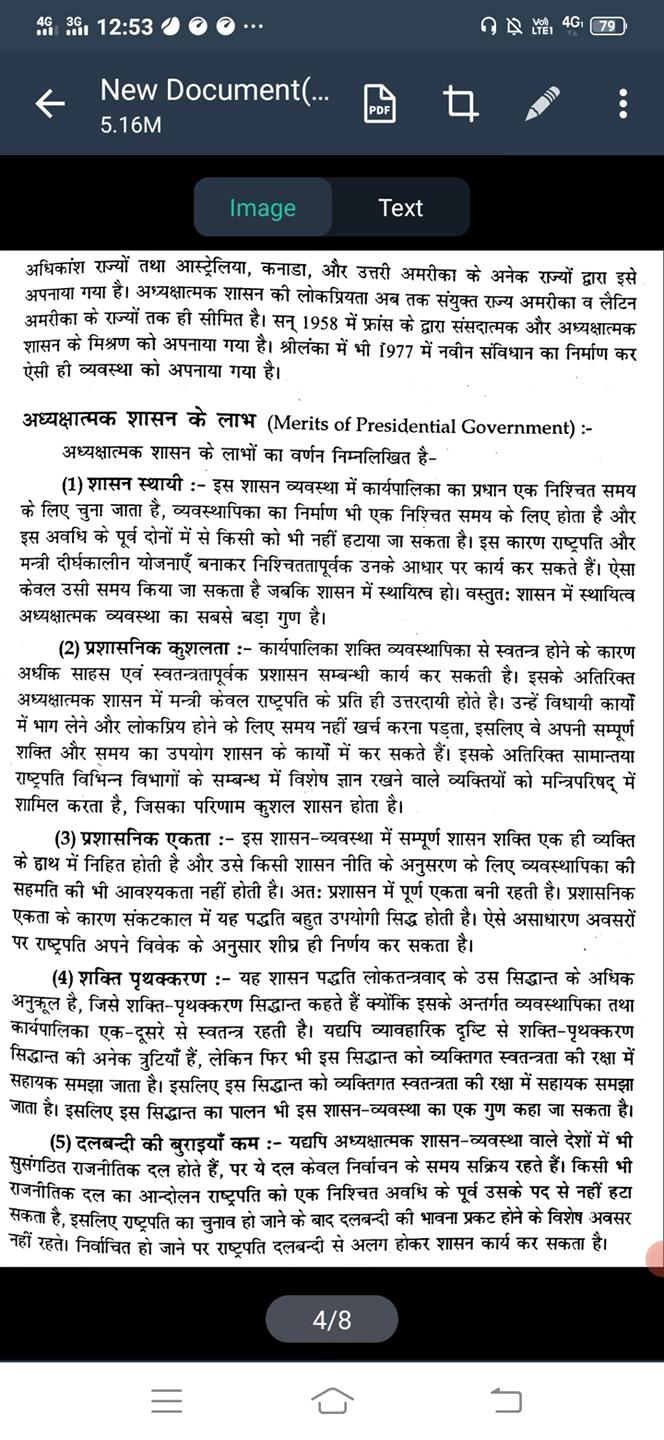 4G 3G 12:53 ... Vol) LTE1 4G 79
New Document(...
5.16M
PDF
Image Text
अधिकांश राज्यों तथा आस्ट्रेलिया, कनाडा, और उत्तरी अमरीका के अनेक राज्यों द्वारा इसे
अपनाया गया है। अध्यक्षात्मक शासन की लोकप्रियता अब तक संयुक्त राज्य अमरीका व लैटिन
अमरीका के राज्यों तक ही सीमित है। सन् 1958 में फ्रांस के द्वारा संसदात्मक और अध्यक्षात्मक
शासन के मिश्रण को अपनाया गया है। श्रीलंका में भी 1977 में नवीन संविधान का निर्माण कर
ऐसी ही व्यवस्था को अपनाया गया है।
अध्यक्षात्मक शासन के लाभ (Merits of Presidential Government) :-
अध्यक्षात्मक शासन के लाभों का वर्णन निम्नलिखित है-
(1) शासन स्थायी :- इस शासन व्यवस्था में कार्यपालिका का प्रधान एक निश्चित समय
के लिए चुना जाता है, व्यवस्थापिका का निर्माण भी एक निश्चित समय के लिए होता है और
इस अवधि के पूर्व दोनों में से किसी को भी नहीं हटाया जा सकता है। इस कारण राष्ट्रपति और
मन्त्री दीर्घकालीन योजनाएँ बनाकर निश्चिततापूर्वक उनके आधार पर कार्य कर सकते हैं। ऐसा
केवल उसी समय किया जा सकता है जबकि शासन में स्थायित्व हो। वस्तुत: शासन में स्थायित्व
अध्यक्षात्मक व्यवस्था का सबसे बड़ा गुण है।
(2) प्रशासनिक कुशलता :- कार्यपालिका शक्ति व्यवस्थापिका से स्वतन्त्र होने के कारण
अधीक साहस एवं स्वतन्त्रतापूर्वक प्रशासन सम्बन्धी कार्य कर सकती है। इसके अतिरिक्त
अध्यक्षात्मक शासन में मन्त्री केवल राष्ट्रपति के प्रति ही उत्तरदायी होते है। उन्हें विधायी कार्यों
में भाग लेने और लोकप्रिय होने के लिए समय नहीं खर्च करना पड़ता, इसलिए वे अपनी सम्पूर्ण
शक्ति और समय का उपयोग शासन के कार्यों में कर सकते हैं। इसके अतिरिक्त सामान्तया
राष्ट्रपति विभिन्न विभागों के सम्बन्ध में विशेष ज्ञान रखने वाले व्यक्तियों को मन्त्रिपरिषद् में
शामिल करता है, जिसका परिणाम कुशल शासन होता है।
(3) प्रशासनिक एकता :- इस शासन-व्यवस्था में सम्पूर्ण शासन शक्ति एक ही व्यक्ति
के हाथ में निहित होती है और उसे किसी शासन नीति के अनुसरण के लिए व्यवस्थापिका की
सहमति की भी आवश्यकता नहीं होती है। अत: प्रशासन में पूर्ण एकता बनी रहती है। प्रशासनिक
एकता के कारण संकटकाल में यह पद्धति बहुत उपयोगी सिद्ध होती है। ऐसे असाधारण अवसरों
पर राष्ट्रपति अपने विवेक के अनुसार शीघ्र ही निर्णय कर सकता है।
(4) शक्ति पृथक्करण :- यह शासन पद्धति लोकतन्त्रवाद के उस सिद्धान्त के अधिक
अनुकूल है, जिसे शक्ति-पृथक्करण सिद्धान्त कहते हैं क्योंकि इसके अन्तर्गत व्यवस्थापिका तथा
कार्यपालिका एक-दूसरे से स्वतन्त्र रहती है। यद्यपि व्यावहारिक दृष्टि से शक्ति-पृथक्करण
सिद्धान्त की अनेक त्रुटियाँ हैं, लेकिन फिर भी इस सिद्धान्त को व्यक्तिगत स्वतन्त्रता की रक्षा में
सहायक समझा जाता है। इसलिए इस सिद्धान्त को व्यक्तिगत स्वतन्त्रता की रक्षा में सहायक समझा
जाता है। इसलिए इस सिद्धान्त का पालन भी इस शासन-व्यवस्था का एक गुण कहा जा सकता है।
(5) दलबन्दी की बुराइयाँ कम :- यद्यपि अध्यक्षात्मक शासन-व्यवस्था वाले देशों में भी
सुसंगठित राजनीतिक दल होते हैं, पर ये दल केवल निर्वाचन के समय सक्रिय रहते हैं। किसी भी
राजनीतिक दल का आन्दोलन राष्ट्रपति को एक निश्चित अवधि के पूर्व उसके पद से नहीं हटा
सकता है, इसलिए राष्ट्रपति का चुनाव हो जाने के बाद दलबन्दी की भावना प्रकट होने के विशेष अवसर
नहीं रहते। निर्वाचित हो जाने पर राष्ट्रपति दलबन्दी से अलग होकर शासन कार्य कर सकता है।
4/8